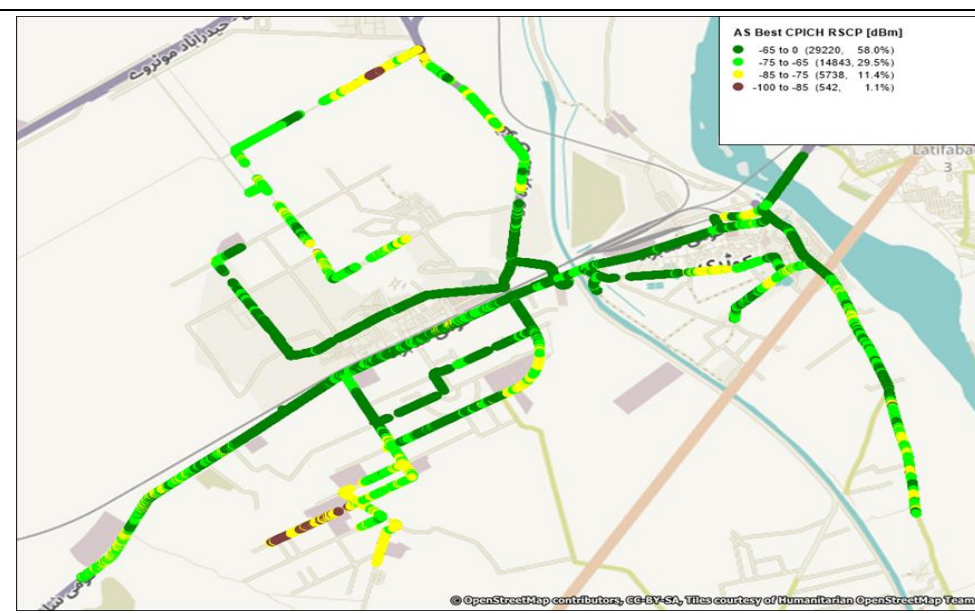 AS Best CPICH RSCP [dBm]
-65 to 0 (29220, 58.0%)
-75 to -65 (14843, 29.5%)
-85 to -75 (5738, 11.4%)
-100 to -85 (542, 1.1%)
حیدرآباد موٹروے
3
© OpenStreetMap contributors, CC-BY-SA, Tiles courtesy of Humanitarian OpenStreetMap Team